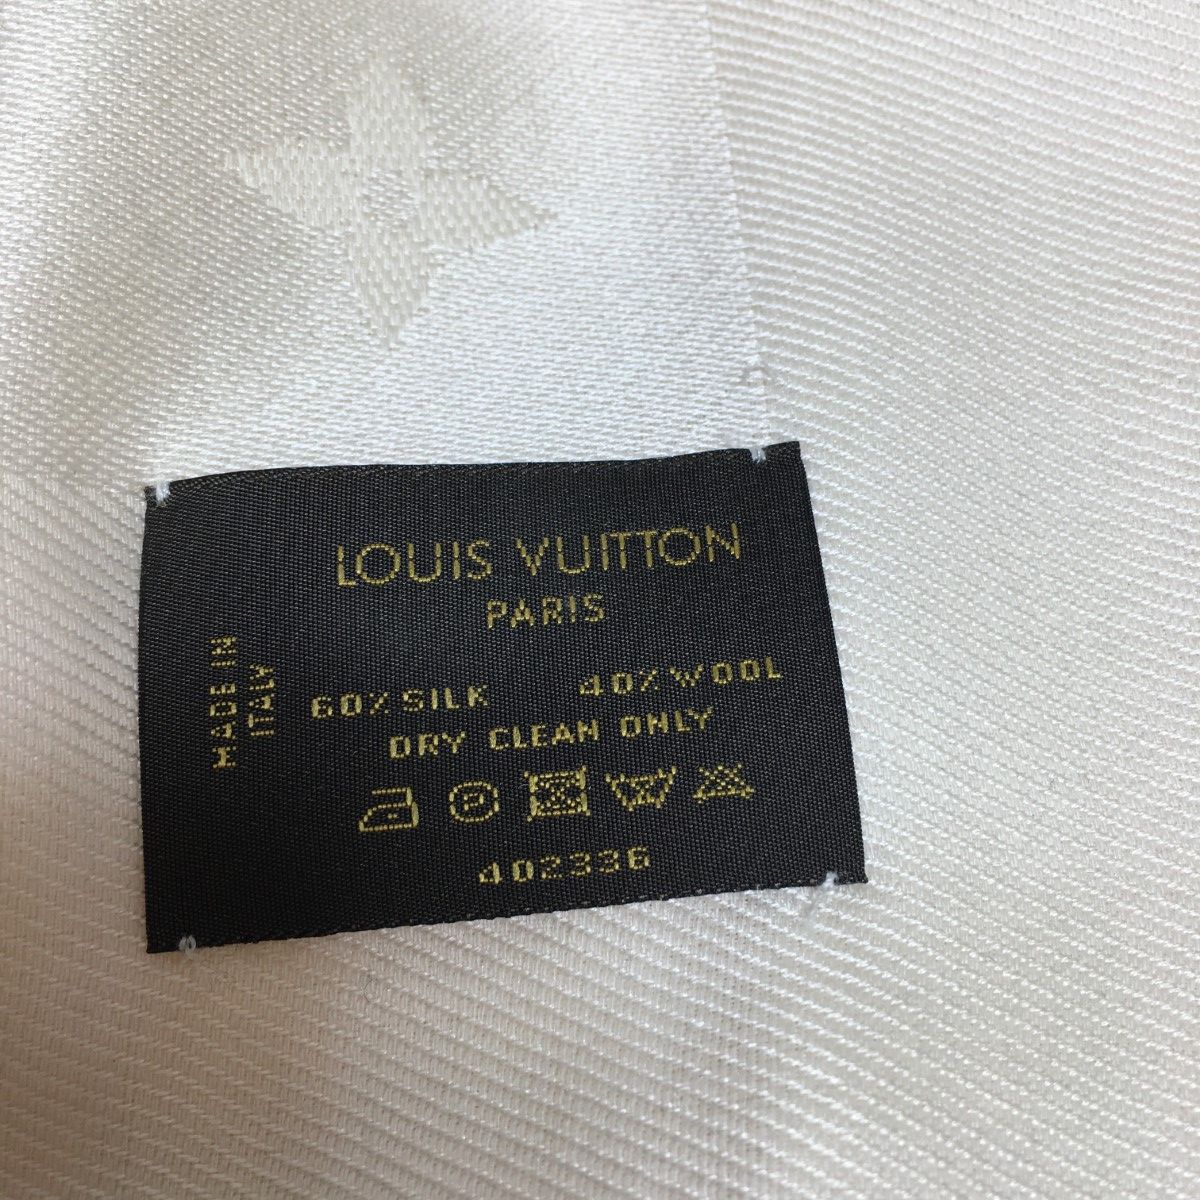 LOUIS VUITTON
PARIS
MADE IN
ITALY
60% SILK 40% WOOL
DRY CLEAN ONLY
P
402336